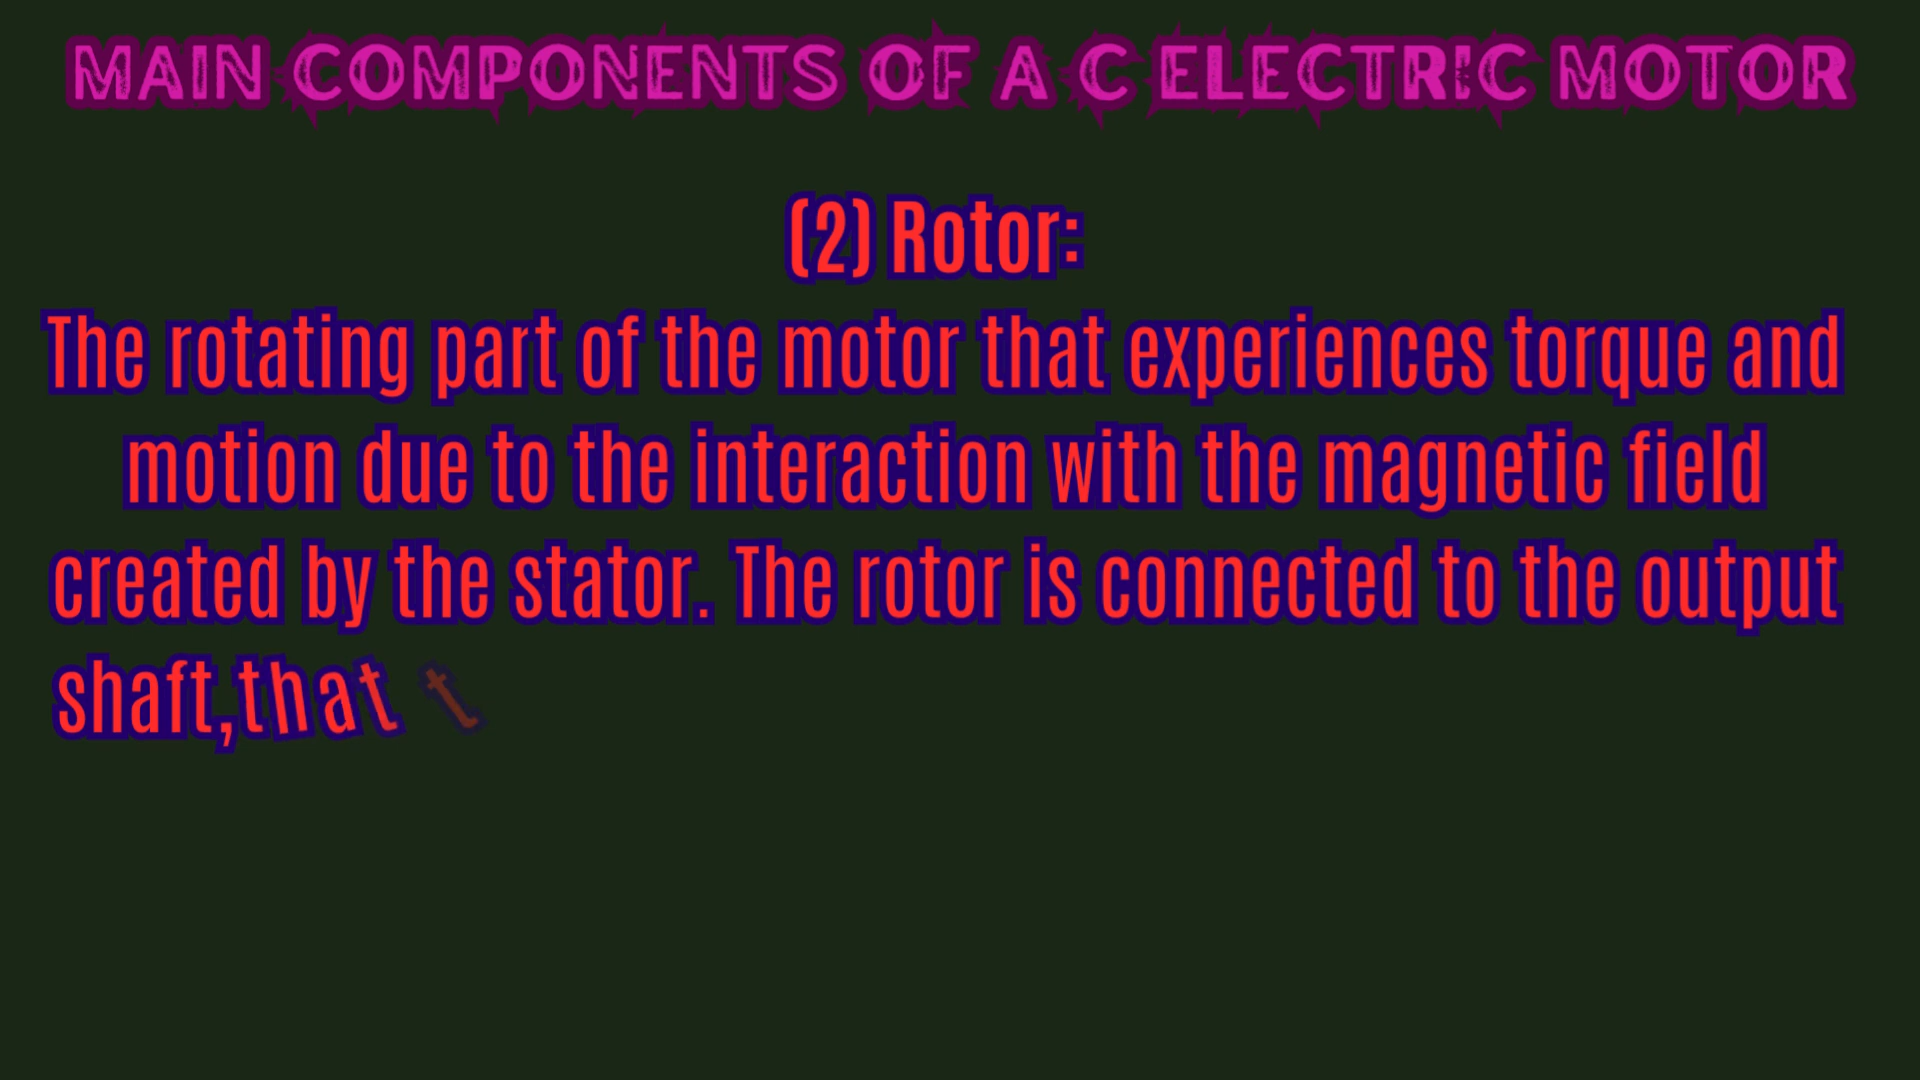 MAIN COMPONENTS OF A C ELECTRIC MOTOR
(2) Rotor:
The rotating part of the motor that experiences torque and
motion due to the interaction with the magnetic field
created by the stator. The rotor is connected to the output
shaft,that t